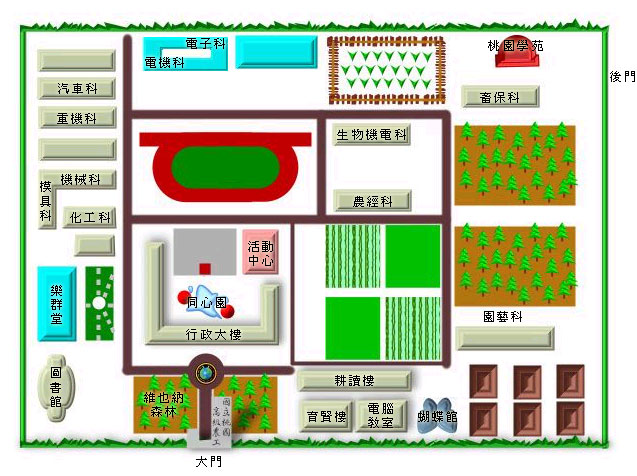 電子科
電機科
桃園學苑
後門
汽車科
畜保科
重機科
生物機電科
機械科
模具科
農經科
化工科
活動
中心
樂群堂
同心園
園藝科
行政大樓
圖書館
耕讀樓
維也納
森林
國立桃園
高級農工
育賢樓
電腦
教室
蝴蝶館
大門